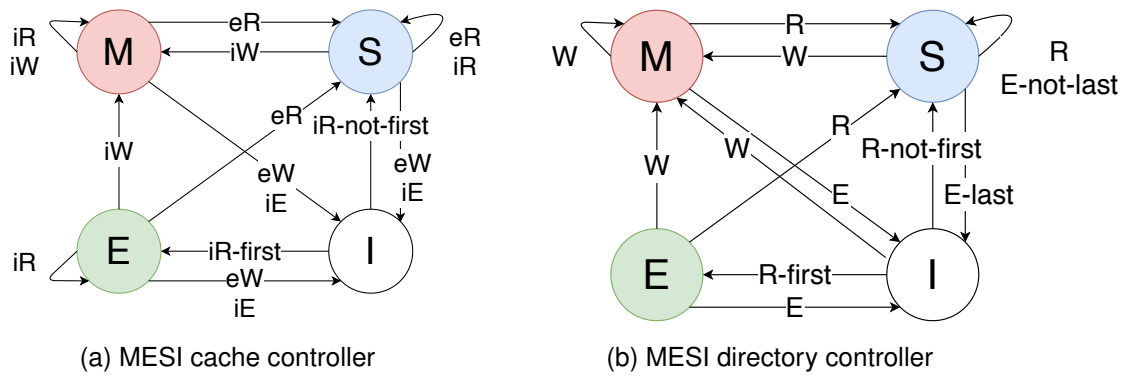 iR
iW
M
eR
iW
S
eR
iR
iW
eR
iR-not-first
eW
iE
eW
iE
iR
E
iR-first
eW
iE
I
(a) MESI cache controller
W
M
R
W
S
R
E-not-last
W
R
W
R-not-first
E
E-last
E
R-first
E
I
(b) MESI directory controller